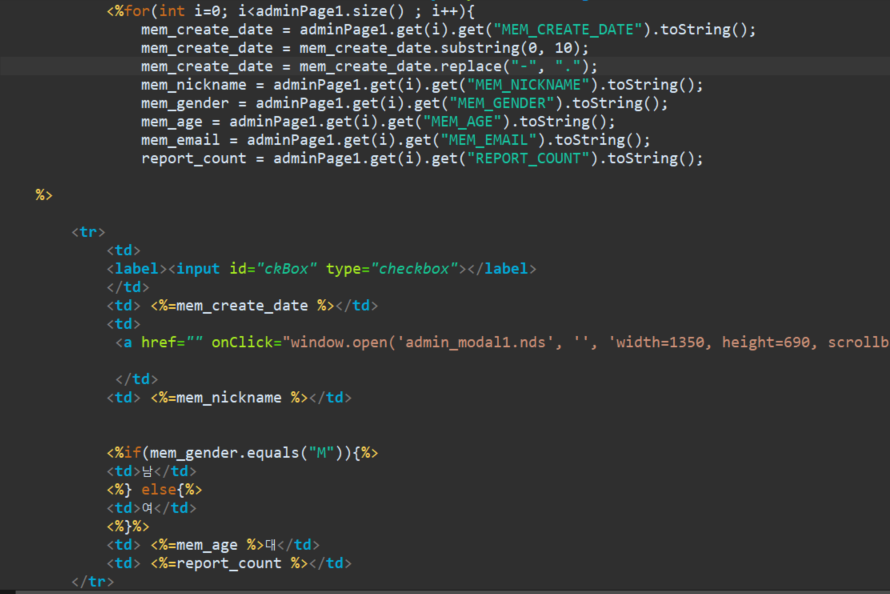 <%for(int i=0; i<adminPage1.size() ; i++){
mem_create_date = adminPage1.get(i).get("MEM_CREATE_DATE").toString();
mem_create_date = mem_create_date.substring(0, 10);
mem_create_date = mem_create_date.replace("-", ".");
mem_nickname = adminPage1.get(i).get("MEM_NICKNAME").toString();
mem_gender = adminPage1.get(i).get("MEM_GENDER").toString();
mem_age = adminPage1.get(i).get("MEM_AGE").toString();
mem_email = adminPage1.get(i).get("MEM_EMAIL").toString();
report_count = adminPage1.get(i).get("REPORT_COUNT").toString();
%>
<tr>
<td>
<label><input id="ckBox" type="checkbox"></label>
</td>
<td> <%=mem_create_date %></td>
<td>
<a href="" onClick="window.open('admin_modal1.nds', '', 'width=1350, height=690, scrollb
</td>
<td> <%=mem_nickname %></td>
<%if(mem_gender.equals("M")){%>
<td>남</td>
<%} else{%>
<td>여</td>
<%}%>
<td> <%=mem_age %>대</td>
<td> <%=report_count %></td>
</tr>